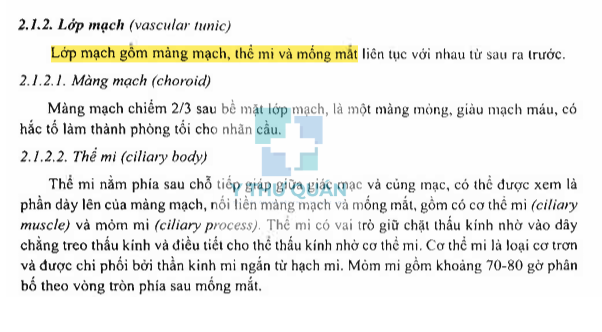 2.1.2. Lớp mạch (vascular tunic)
Lớp mạch gồm màng mạch, thể mi và mống mắt liên tục với nhau từ sau ra trước.
2.1.2.1. Màng mạch (choroid)
Màng mạch chiếm 2/3 sau bề mặt lớp mạch, là một màng mỏng, giàu mạch máu, có
hắc tố làm thành phòng tối cho nhãn cầu.
2.1.2.2. Thể mi (ciliary body)
Thể mi nằm phía sau chỗ tiếp giáp giữa giác mạc và củng mạc, có thể được xem là
phần dày lên của màng mạch, nối liền màng mạch và mống mắt, gồm có cơ thể mi (ciliary
muscle) và mỏm mi (ciliary process). Thể mi có vai trò giữ chặt thấu kính nhờ vào dây
chằng treo thấu kính và điều tiết cho thể thấu kính nhờ cơ thể mi. Cơ thể mi là loại cơ trơn
và được chi phối bởi thần kinh mi ngắn từ hạch mi. Mỏm mi gồm khoảng 70-80 gờ phân
bố theo vòng tròn phía sau mống mắt.
Y THƯ QUÁN